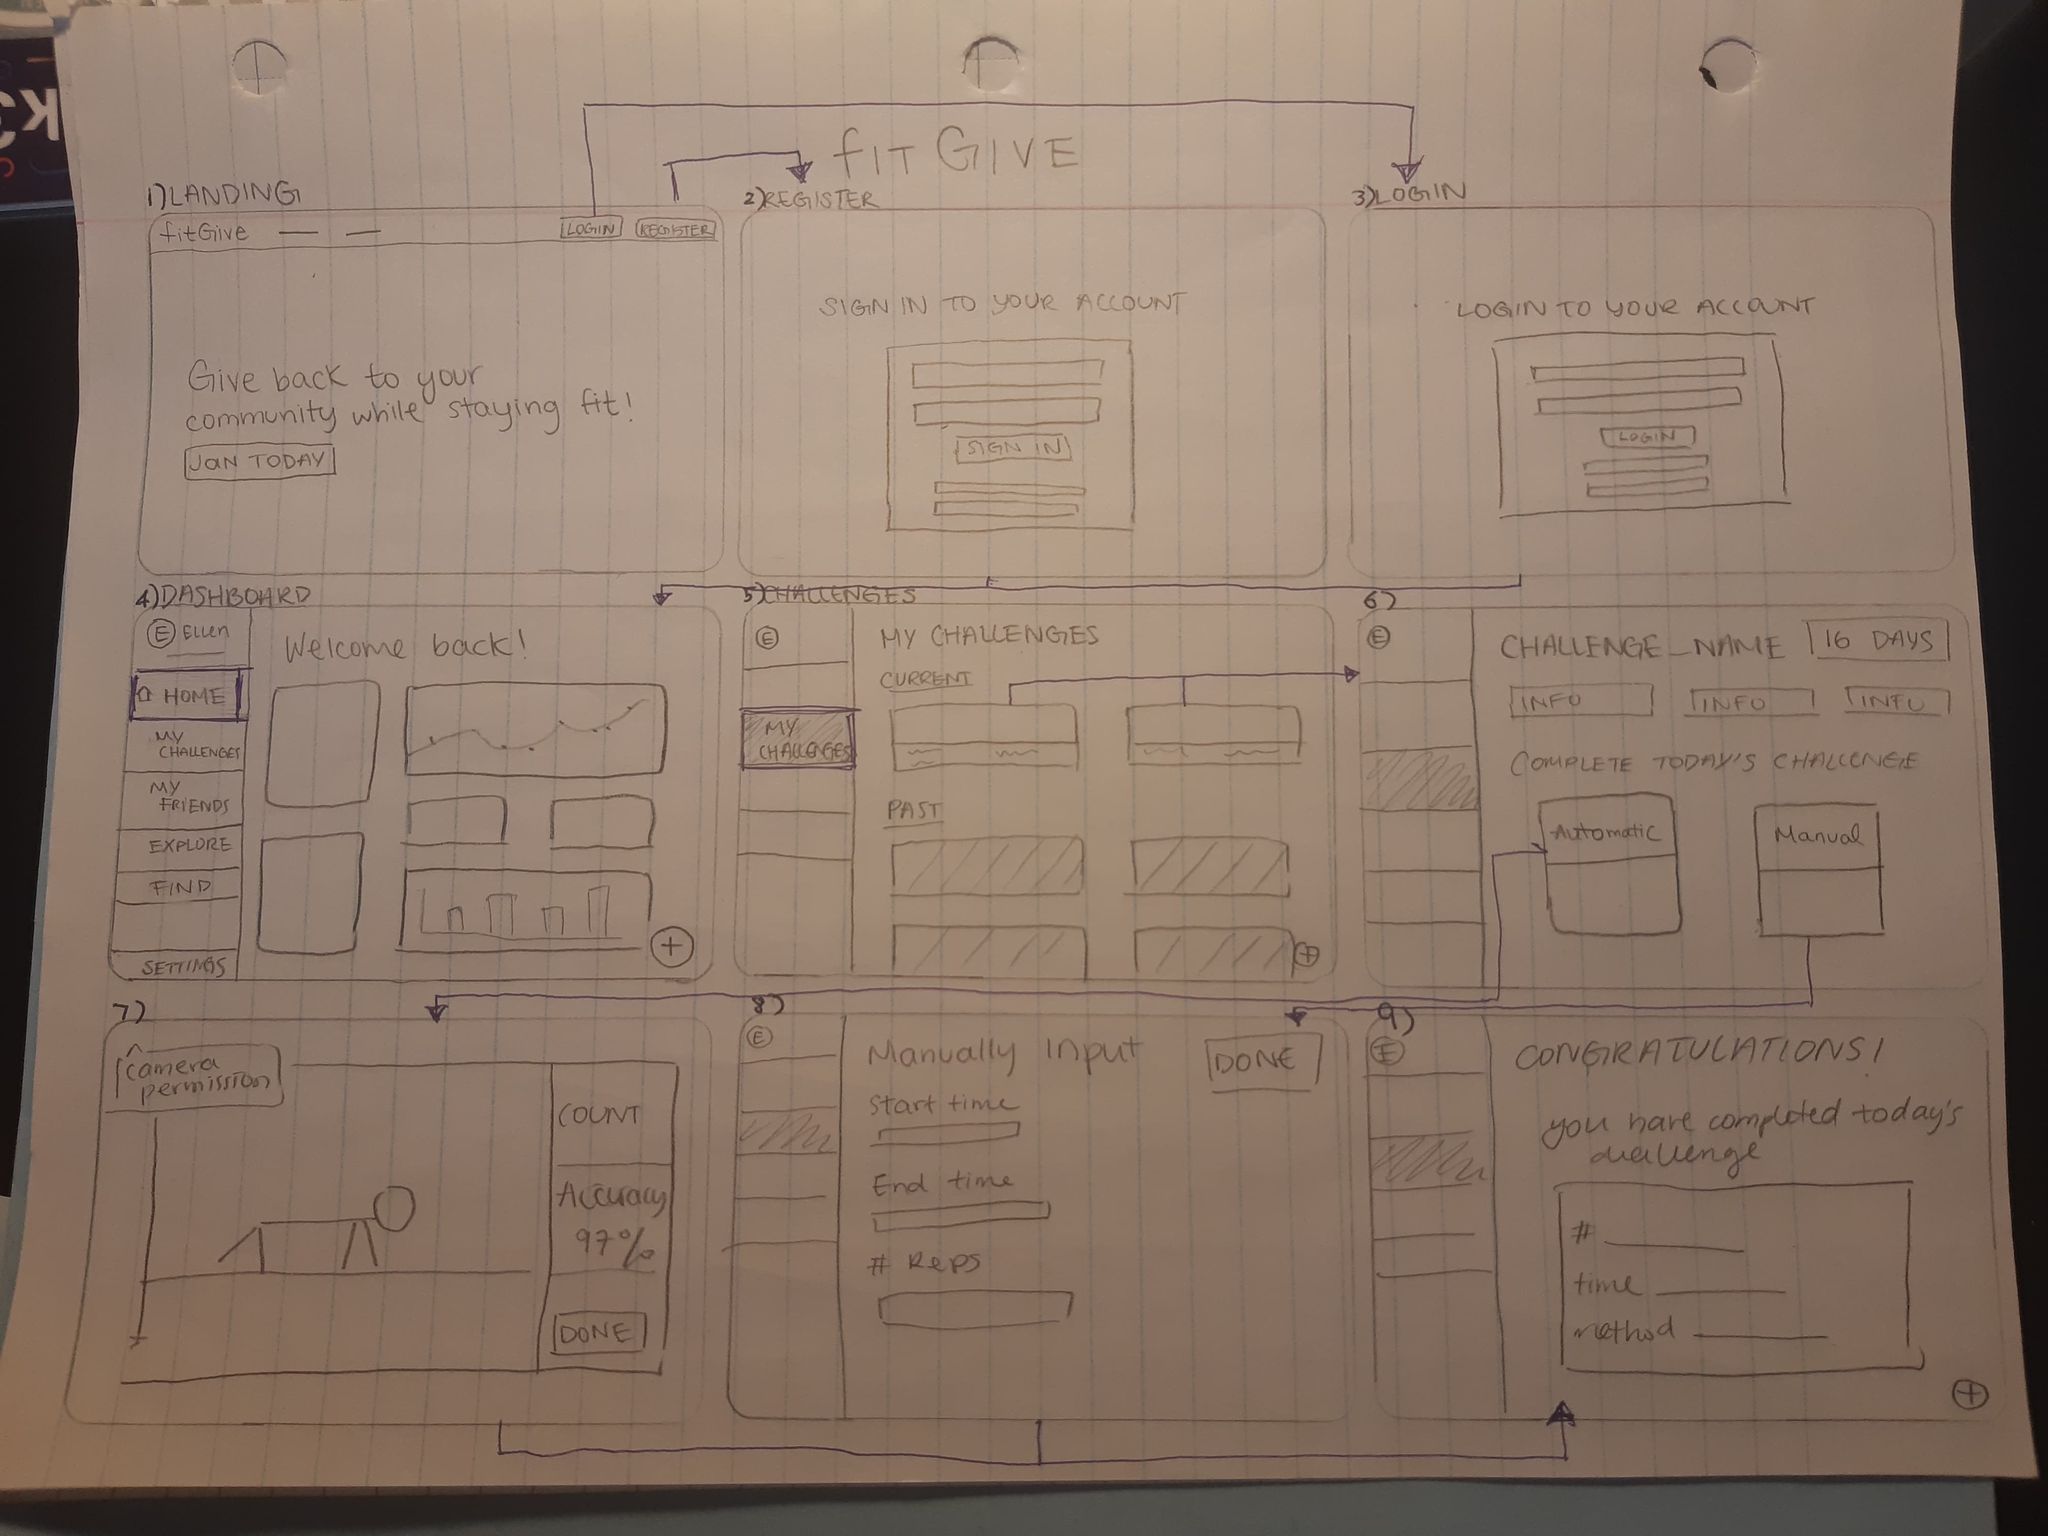 fitGIVE
1) LANDING
fitGive
LOGIN
REGISTER
Give back to your
community while staying fit!
JOIN TODAY
2) REGISTER
SIGN IN TO YOUR ACCOUNT
SIGN IN
3) LOGIN
LOGIN TO YOUR ACCOUNT
LOGIN
4) DASHBOARD
E ELLEN
HOME
MY
CHALLENGES
MY
FRIENDS
EXPLORE
FIND
SETTINGS
Welcome back!
+
5) CHALLENGES
E
MY
CHALLENGES
MY CHALLENGES
CURRENT
PAST
+
6)
E
CHALLENGE_NAME 16 DAYS
INFO INFO INFO
COMPLETE TODAY'S CHALLENGE
Automatic
Manual
7)
camera
permission
COUNT
Accuracy
97%
DONE
8)
E
Manually Input
DONE
Start time
End time
# Reps
9)
E
CONGRATULATIONS!
you have completed today's
challenge
#
time
method
+